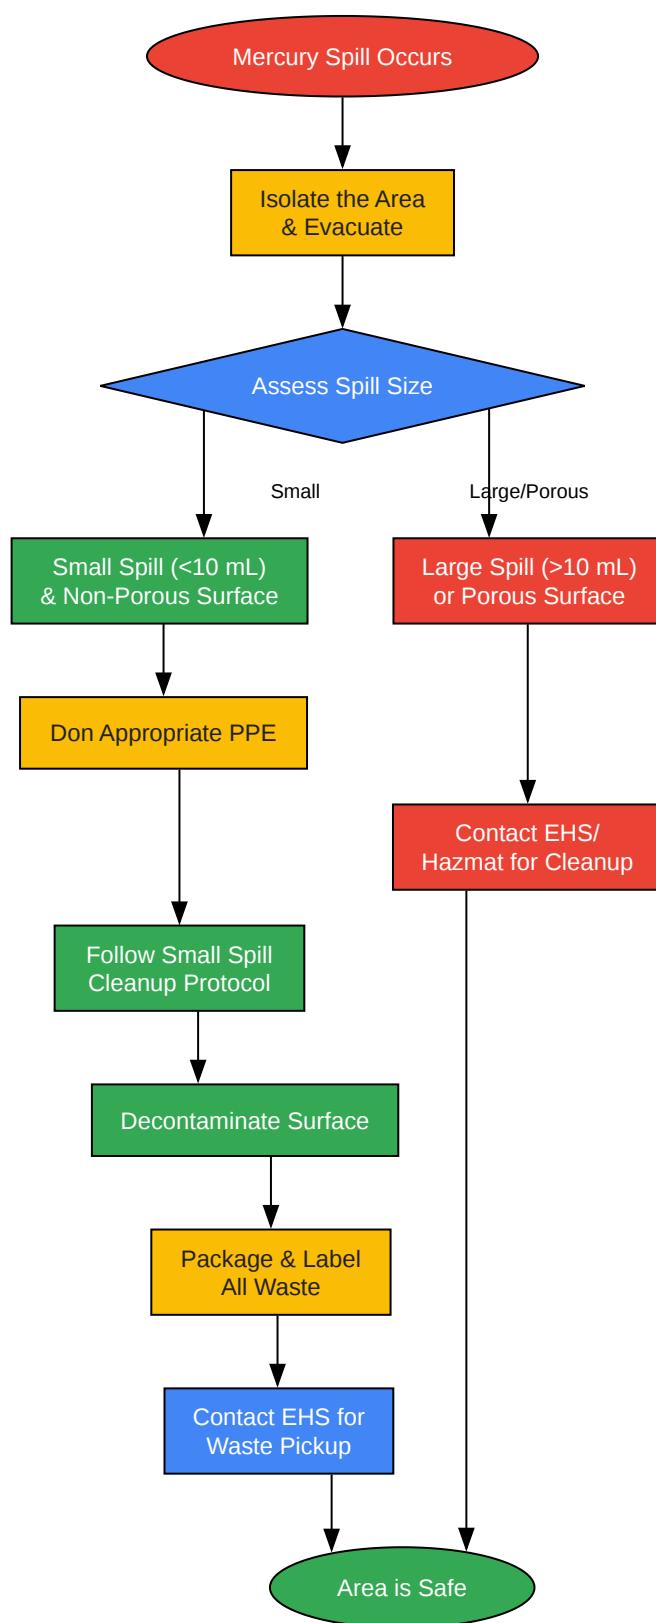 Mercury Spill Occurs
Isolate the Area
& Evacuate
Assess Spill Size
Small
Large/Porous
Small Spill (<10 mL)
& Non-Porous Surface
Large Spill (>10 mL)
or Porous Surface
Don Appropriate PPE
Contact EHS/
Hazmat for Cleanup
Follow Small Spill
Cleanup Protocol
Decontaminate Surface
Package & Label
All Waste
Contact EHS for
Waste Pickup
Area is Safe